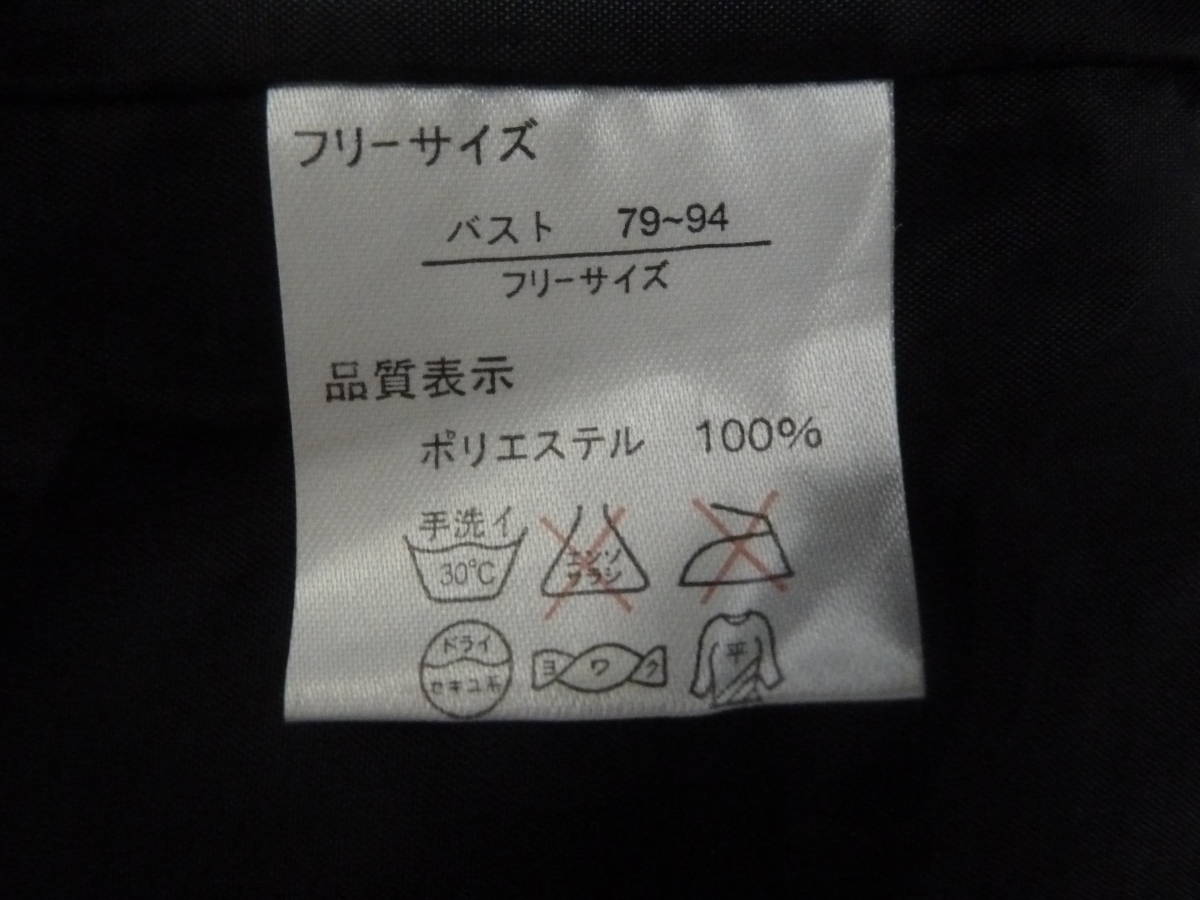 フリーサイズ
バスト 79~94
フリーサイズ
品質表示
ポリエステル 100%
手洗イ
30℃
エンソ
サラシ
ドライ
セキユ系
ヨワク
平